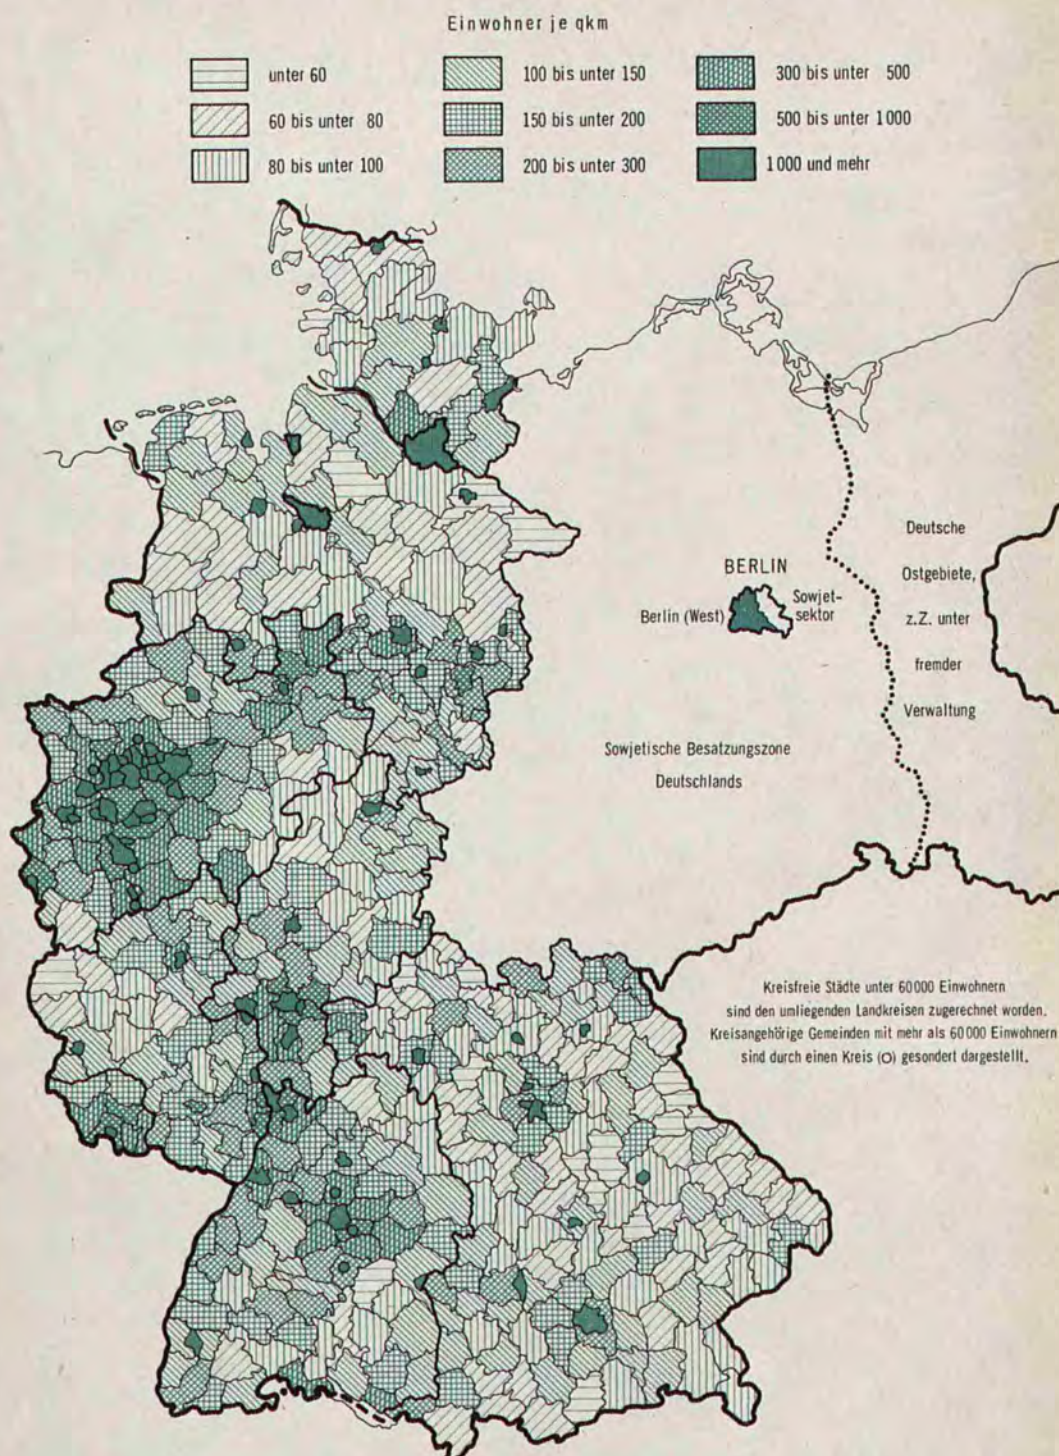 Einwohner je qkm
unter 60
60 bis unter 80
80 bis unter 100
100 bis unter 150
150 bis unter 200
200 bis unter 300
300 bis unter 500
500 bis unter 1000
1000 und mehr
Deutsche
Ostgebiete,
z.Z. unter
fremder
Verwaltung
BERLIN
Berlin (West)
Sowjet-
sektor
Sowjetische Besatzungszone
Deutschlands
Kreisfreie Städte unter 60000 Einwohnern
sind den umliegenden Landkreisen zugerechnet worden.
Kreisangehörige Gemeinden mit mehr als 60000 Einwohnern
sind durch einen Kreis (O) gesondert dargestellt.